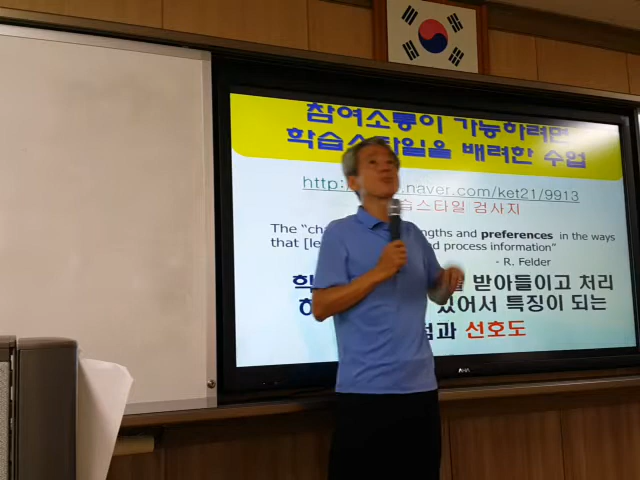 참여소통이 가능하려면
학습스타일을 배려한 수업
http: .naver.com/ket21/9913
습스타일 검사지
The "cha ngths and preferences in the ways
that [le d process information"
- R. Felder
받아들이고 처리
있어서 특징이 되는
점과 선호도